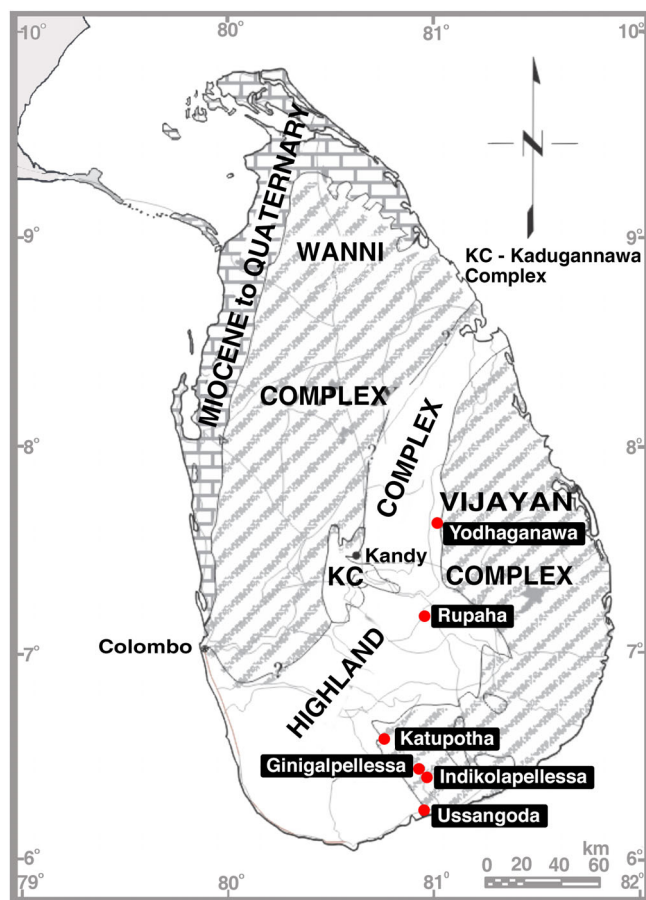 10° 80° 81° 10°
MIOCENE to QUATERNARY
N
9° 9°
WANNI
KC - Kadugannawa
Complex
COMPLEX
?
COMPLEX
8° 8°
?
VIJAYAN
Yodhaganawa
Kandy
KC
COMPLEX
Rupaha
Colombo
7° 7°
?
HIGHLAND
Katupotha
Ginigalpellessa
Indikolapellessa
Ussangoda
km
6° 6°
0 20 40 60
79° 80° 81° 82°